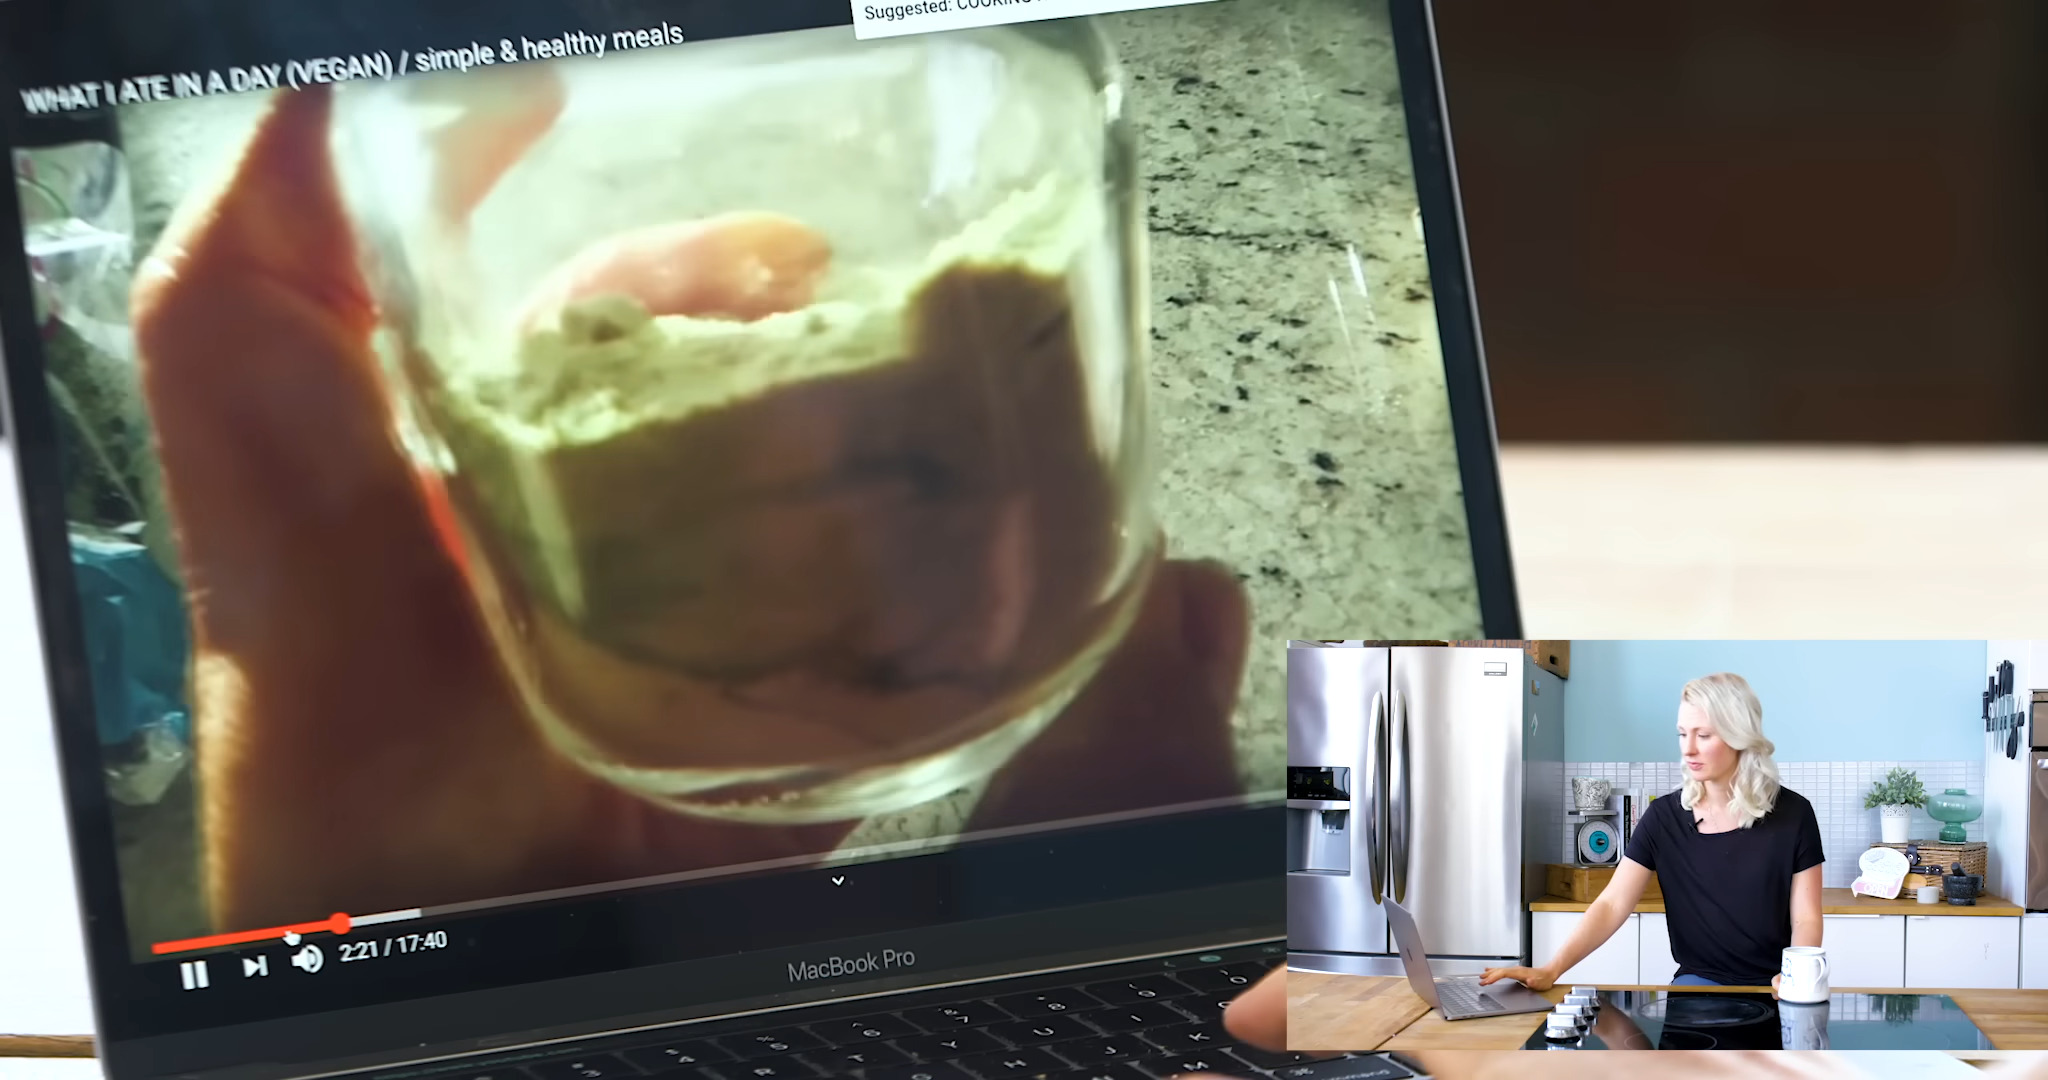 Suggested:
WHAT I ATE IN A DAY (VEGAN) / simple & healthy meals
2:21 / 17:40
MacBook Pro